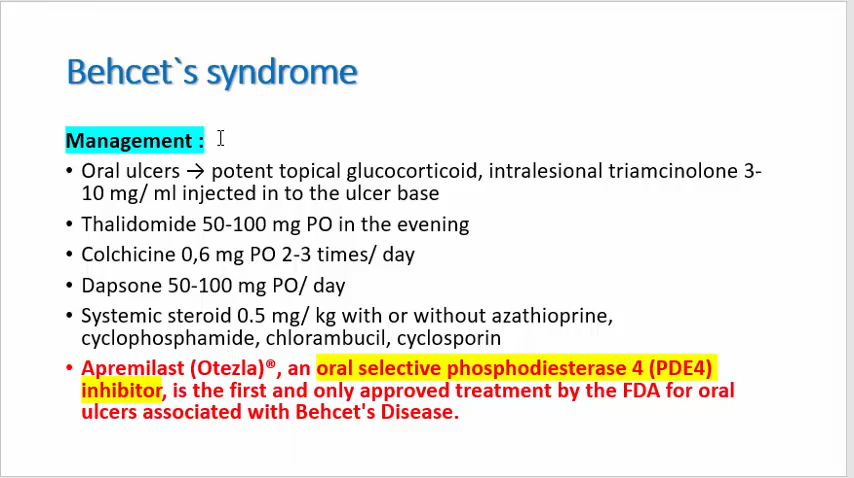 Behcet`s syndrome
Management :
• Oral ulcers → potent topical glucocorticoid, intralesional triamcinolone 3-
10 mg/ ml injected in to the ulcer base
• Thalidomide 50-100 mg PO in the evening
• Colchicine 0,6 mg PO 2-3 times/ day
• Dapsone 50-100 mg PO/ day
• Systemic steroid 0.5 mg/ kg with or without azathioprine,
cyclophosphamide, chlorambucil, cyclosporin
• Apremilast (Otezla)®, an oral selective phosphodiesterase 4 (PDE4)
inhibitor, is the first and only approved treatment by the FDA for oral
ulcers associated with Behcet's Disease.